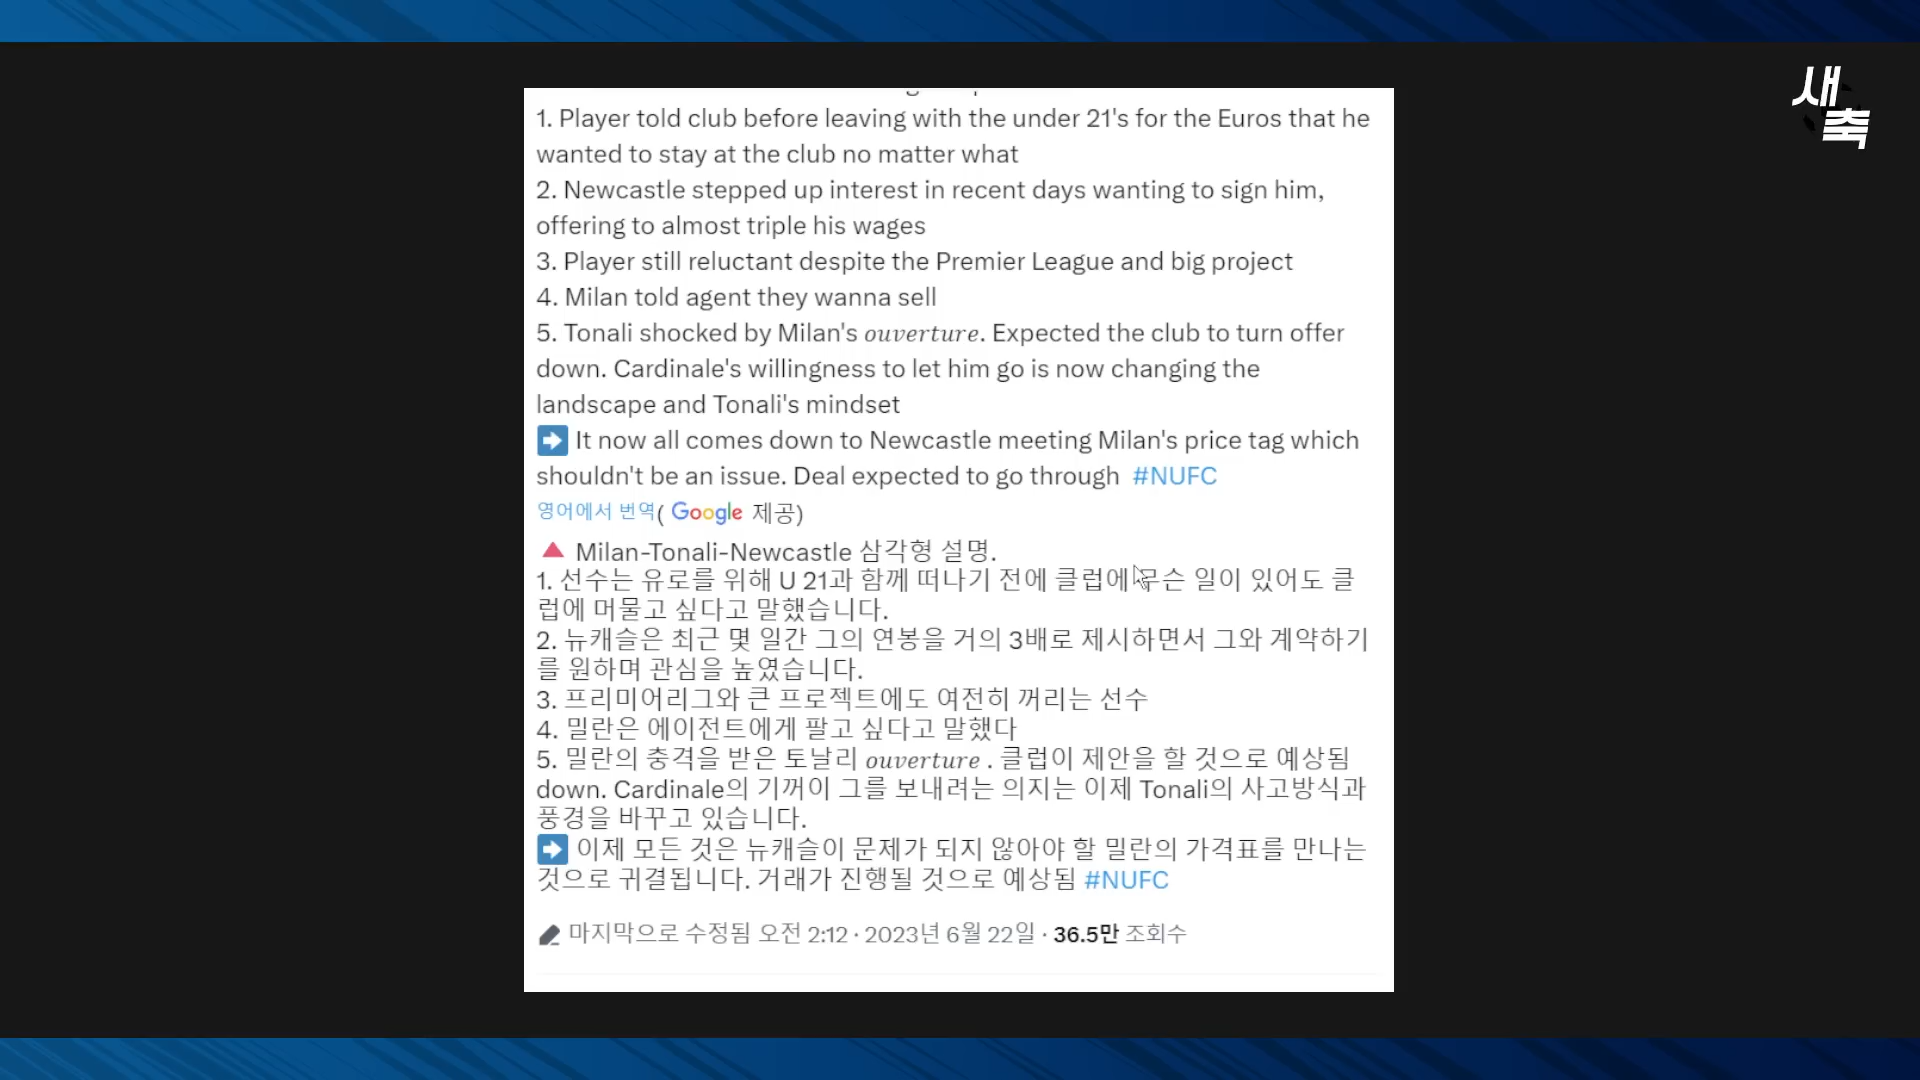 새
축
1. Player told club before leaving with the under 21's for the Euros that he
wanted to stay at the club no matter what
2. Newcastle stepped up interest in recent days wanting to sign him,
offering to almost triple his wages
3. Player still reluctant despite the Premier League and big project
4. Milan told agent they wanna sell
5. Tonali shocked by Milan's 𝑜𝑢𝑣𝑒𝑟𝑡𝑢𝑟𝑒. Expected the club to turn offer
down. Cardinale's willingness to let him go is now changing the
landscape and Tonali's mindset
➡️ It now all comes down to Newcastle meeting Milan's price tag which
shouldn't be an issue. Deal expected to go through #NUFC
영어에서 번역( Google 제공)
🔺 Milan-Tonali-Newcastle 삼각형 설명.
1. 선수는 유로를 위해 U 21과 함께 떠나기 전에 클럽에 무슨 일이 있어도 클
럽에 머물고 싶다고 말했습니다.
2. 뉴캐슬은 최근 몇 일간 그의 연봉을 거의 3배로 제시하면서 그와 계약하기
를 원하며 관심을 높였습니다.
3. 프리미어리그와 큰 프로젝트에도 여전히 꺼리는 선수
4. 밀란은 에이전트에게 팔고 싶다고 말했다
5. 밀란의 충격을 받은 토날리 𝑜𝑢𝑣𝑒𝑟𝑡𝑢𝑟𝑒 . 클럽이 제안을 할 것으로 예상됨
down. Cardinale의 기꺼이 그를 보내려는 의지는 이제 Tonali의 사고방식과
풍경을 바꾸고 있습니다.
➡️ 이제 모든 것은 뉴캐슬이 문제가 되지 않아야 할 밀란의 가격표를 만나는
것으로 귀결됩니다. 거래가 진행될 것으로 예상됨 #NUFC
마지막으로 수정됨 오전 2:12 · 2023년 6월 22일 · 36.5만 조회수